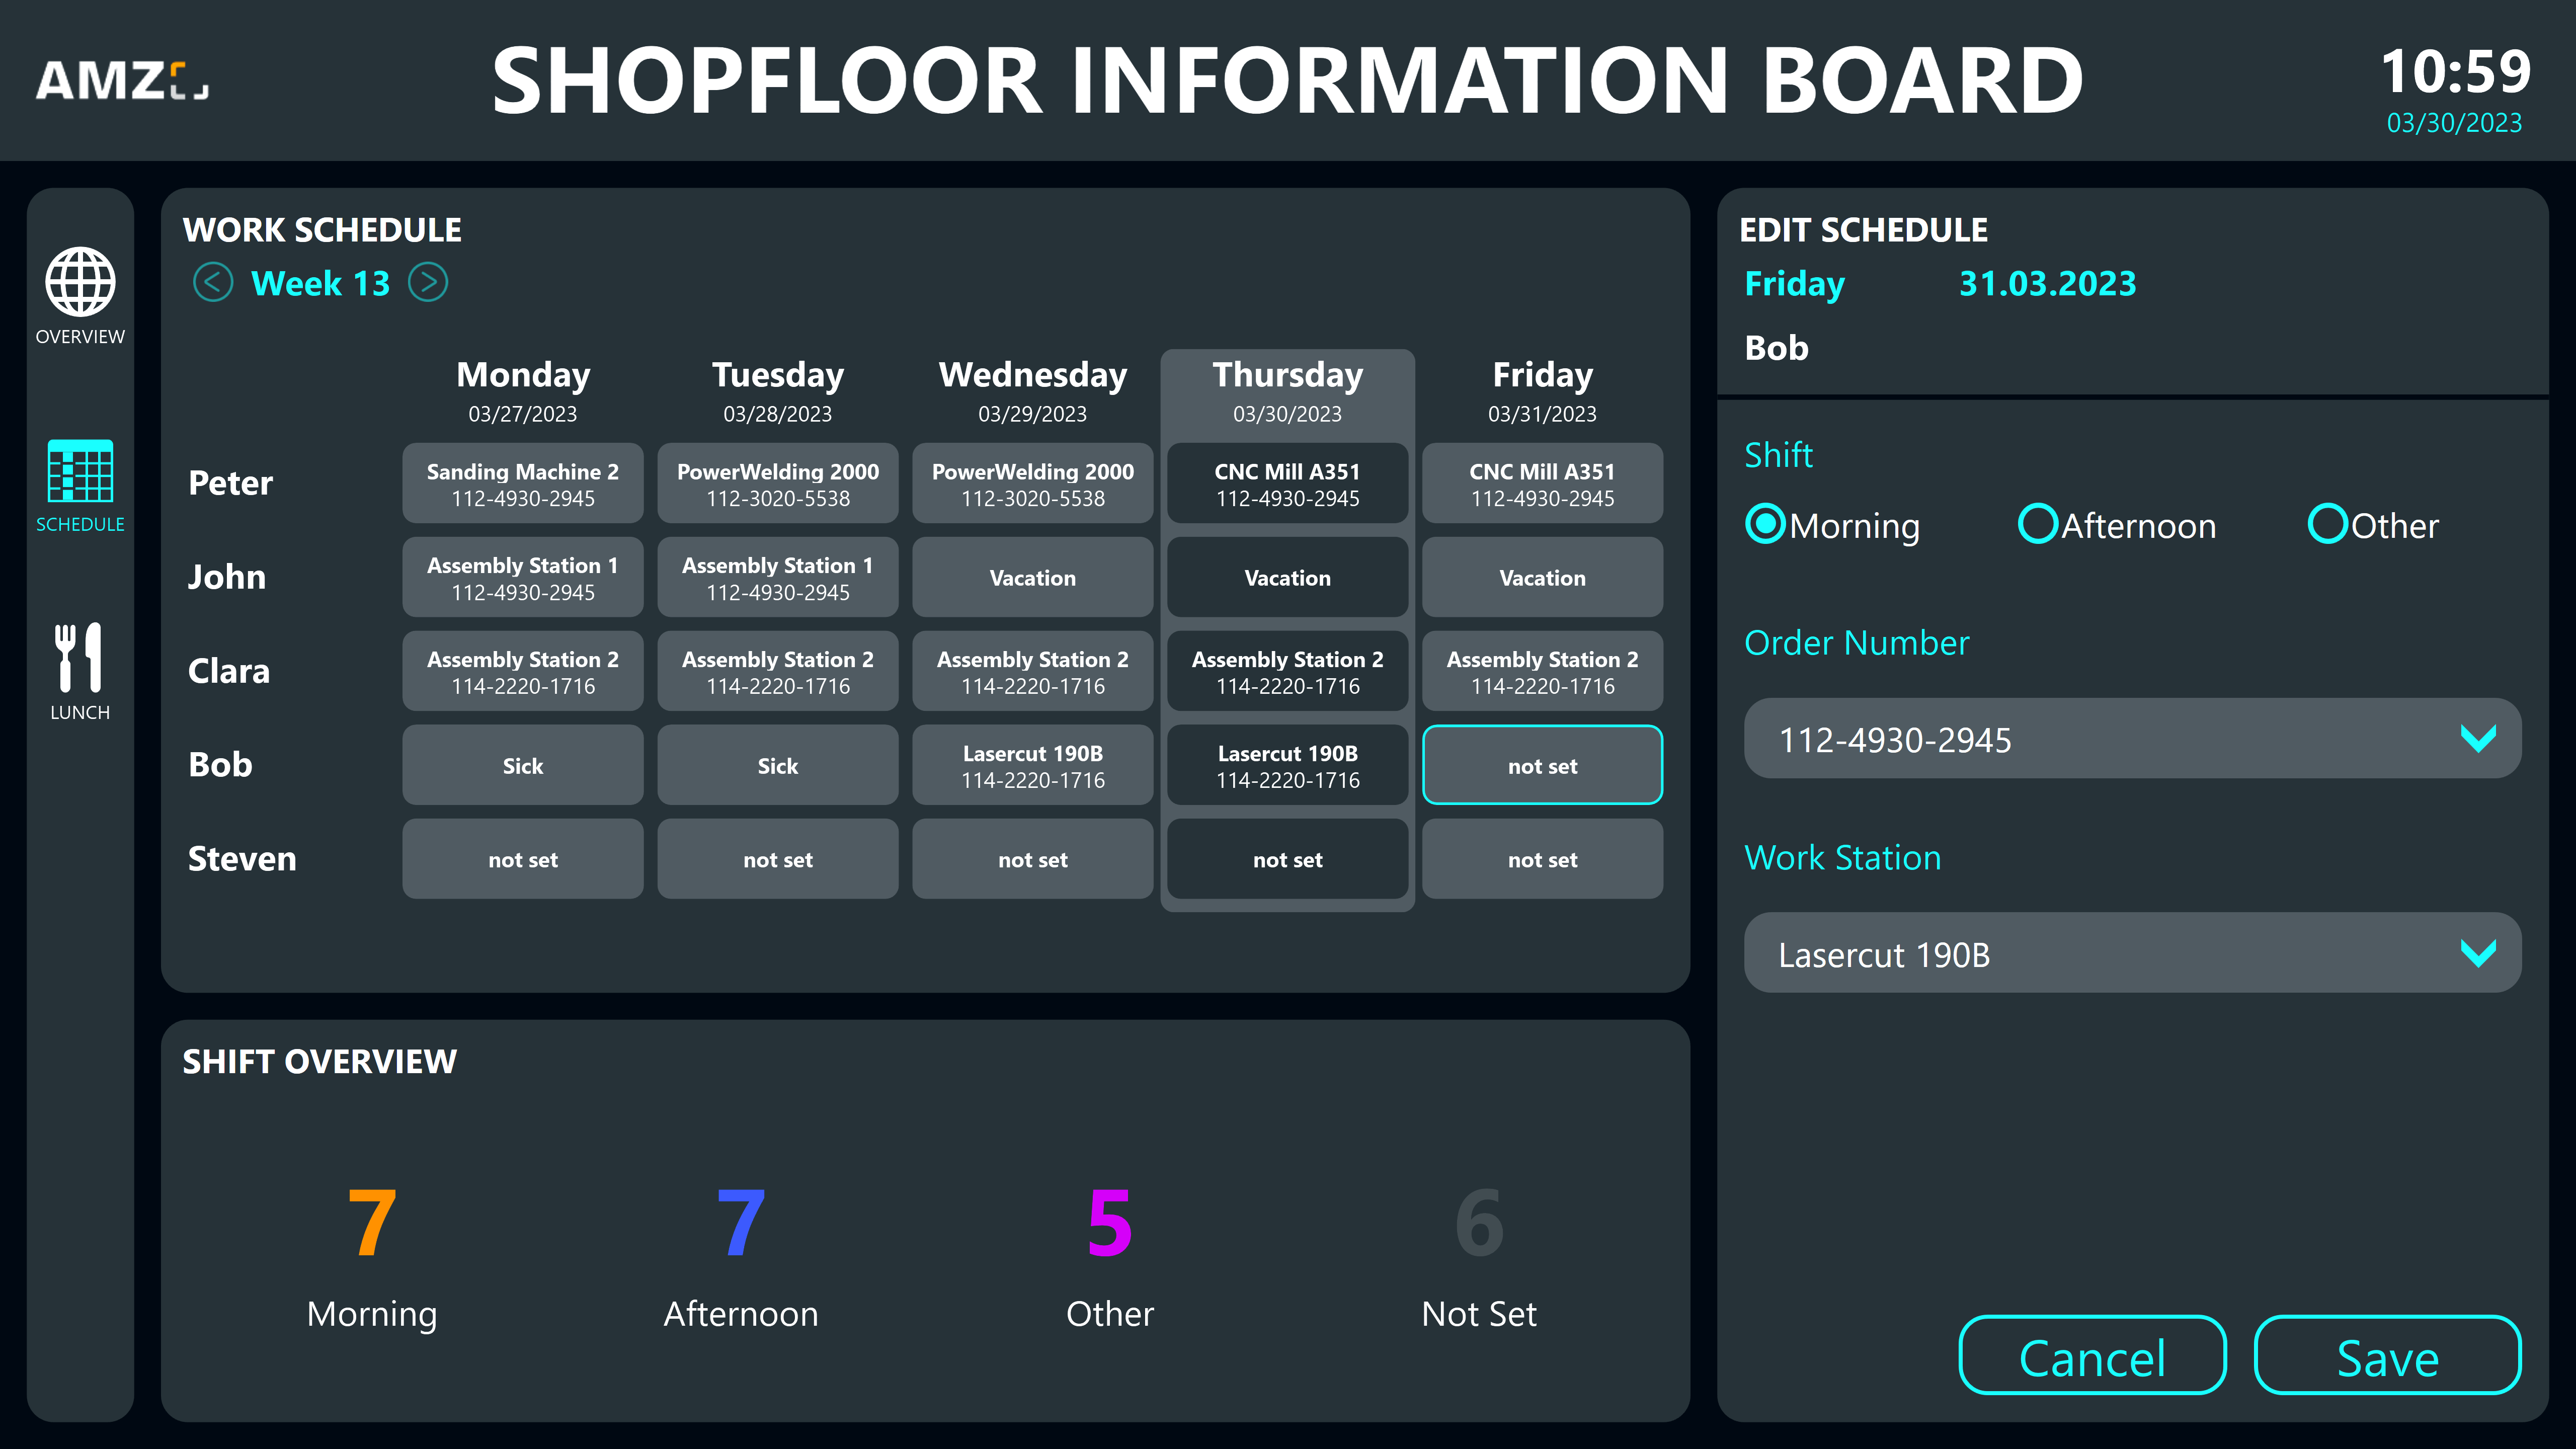 AMZ
SHOPFLOOR INFORMATION BOARD
10:59
03/30/2023
OVERVIEW
SCHEDULE
LUNCH
WORK SCHEDULE
< Week 13 >
Monday Tuesday Wednesday Thursday Friday
03/27/2023 03/28/2023 03/29/2023 03/30/2023 03/31/2023
Peter
Sanding Machine 2 PowerWelding 2000 PowerWelding 2000 CNC Mill A351 CNC Mill A351
112-4930-2945 112-3020-5538 112-3020-5538 112-4930-2945 112-4930-2945
John
Assembly Station 1 Assembly Station 1 Vacation Vacation Vacation
112-4930-2945 112-4930-2945
Clara
Assembly Station 2 Assembly Station 2 Assembly Station 2 Assembly Station 2 Assembly Station 2
114-2220-1716 114-2220-1716 114-2220-1716 114-2220-1716 114-2220-1716
Bob
Sick Sick Lasercut 190B Lasercut 190B not set
114-2220-1716 114-2220-1716
Steven
not set not set not set not set not set
SHIFT OVERVIEW
7 7 5 6
Morning Afternoon Other Not Set
EDIT SCHEDULE
Friday 31.03.2023
Bob
Shift
Morning Afternoon Other
Order Number
112-4930-2945
Work Station
Lasercut 190B
Cancel Save